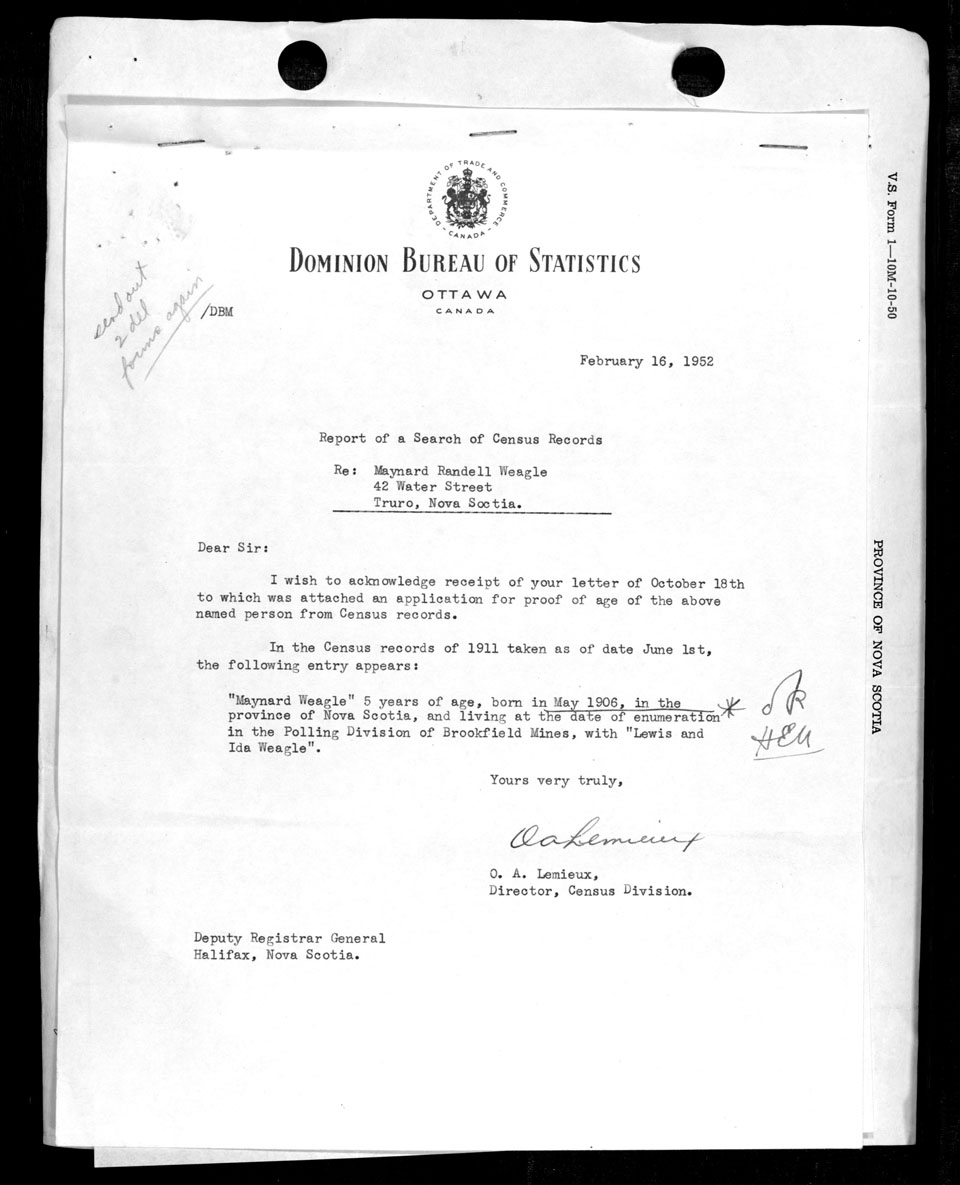 DEPARTMENT OF TRADE AND COMMERCE
- CANADA -
DOMINION BUREAU OF STATISTICS
OTTAWA
CANADA
send out
2 del
forms again
/DBM
February 16, 1952
Report of a Search of Census Records
Re: Maynard Randell Weagle
42 Water Street
Truro, Nova Soctia.
Dear Sir:
I wish to acknowledge receipt of your letter of October 18th
to which was attached an application for proof of age of the above
named person from Census records.
In the Census records of 1911 taken as of date June 1st,
the following entry appears:
"Maynard Weagle" 5 years of age, born in May 1906, in the
province of Nova Scotia, and living at the date of enumeration *
in the Polling Division of Brookfield Mines, with "Lewis and
Ida Weagle".
OK
Yours very truly,
OALemieux
O. A. Lemieux,
Director, Census Division.
Deputy Registrar General
Halifax, Nova Scotia.
V.S. Form 1—10M-10-50
PROVINCE OF NOVA SCOTIA